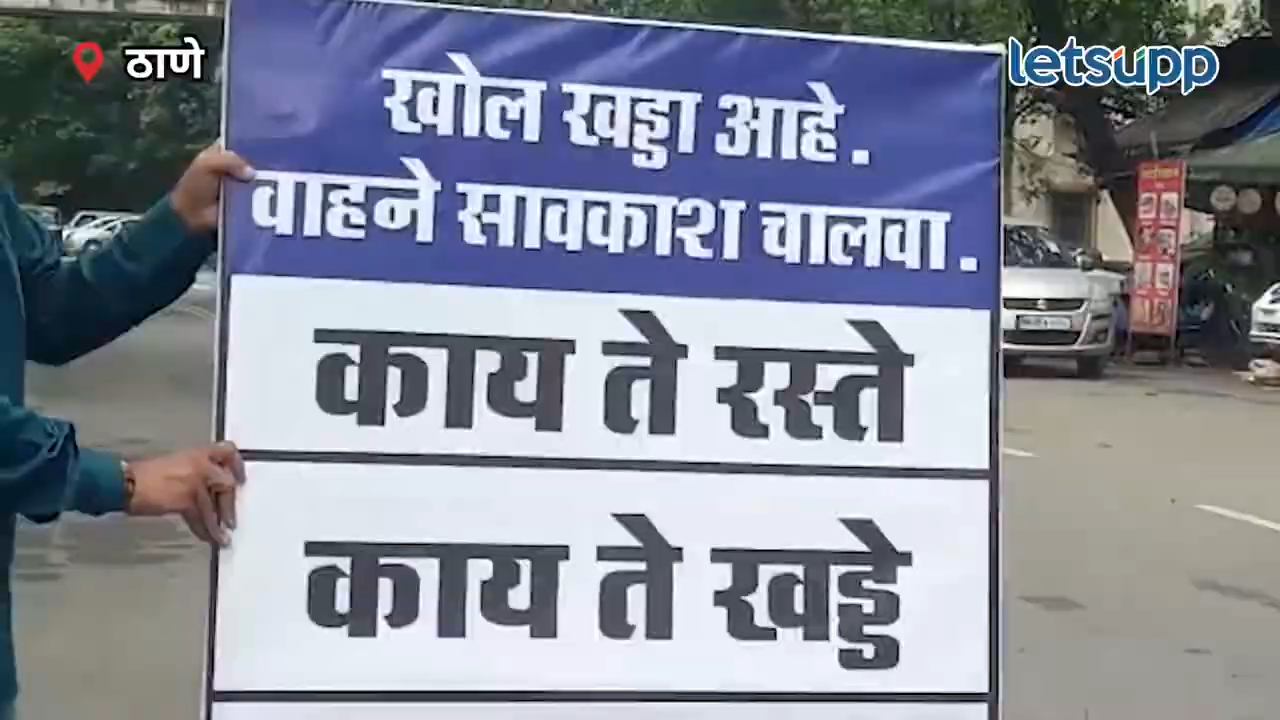 ठाणे
letsupp
खोल खड्डा आहे.
वाहने सावकाश चालवा.
काय ते रस्ते
काय ते खड्डे